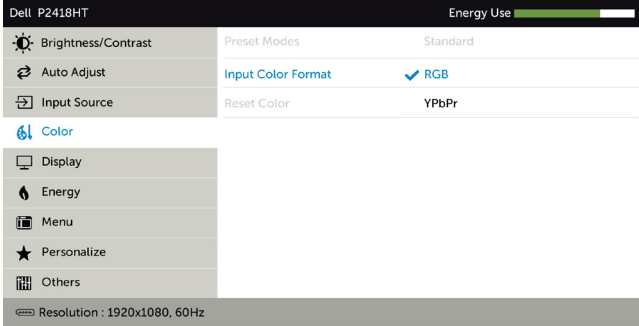 Dell P2418HT Energy Use
Brightness/Contrast Preset Modes Standard
Auto Adjust Input Color Format RGB
Input Source Reset Color YPbPr
Color
Display
Energy
Menu
Personalize
Others
Resolution : 1920x1080, 60Hz